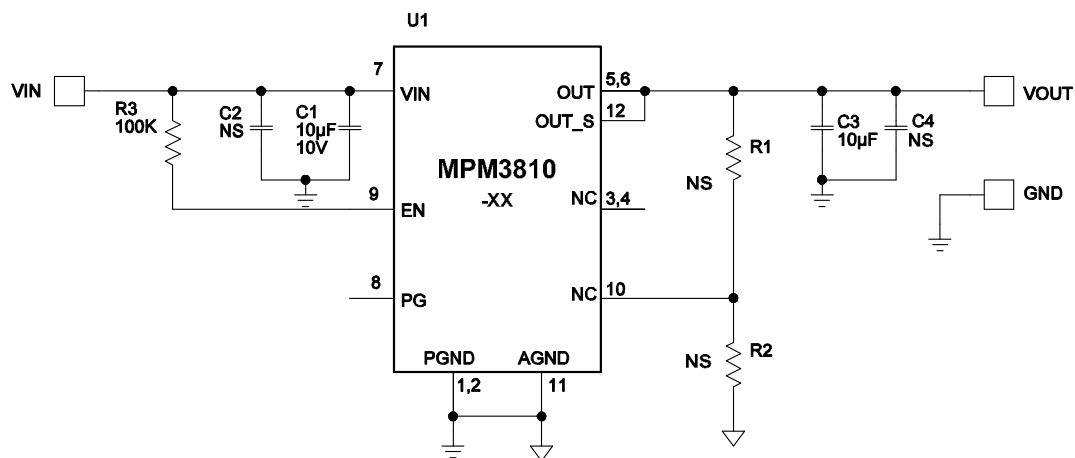 U1
VIN
7
VIN
R3
100K
C2
NS
C1
10µF
10V
9
EN
8
PG
MPM3810
-XX
PGND
AGND
1,2
11
OUT
5,6
OUT_S
12
NC
3,4
NC
10
R1
NS
R2
NS
C3
10µF
C4
NS
VOUT
GND